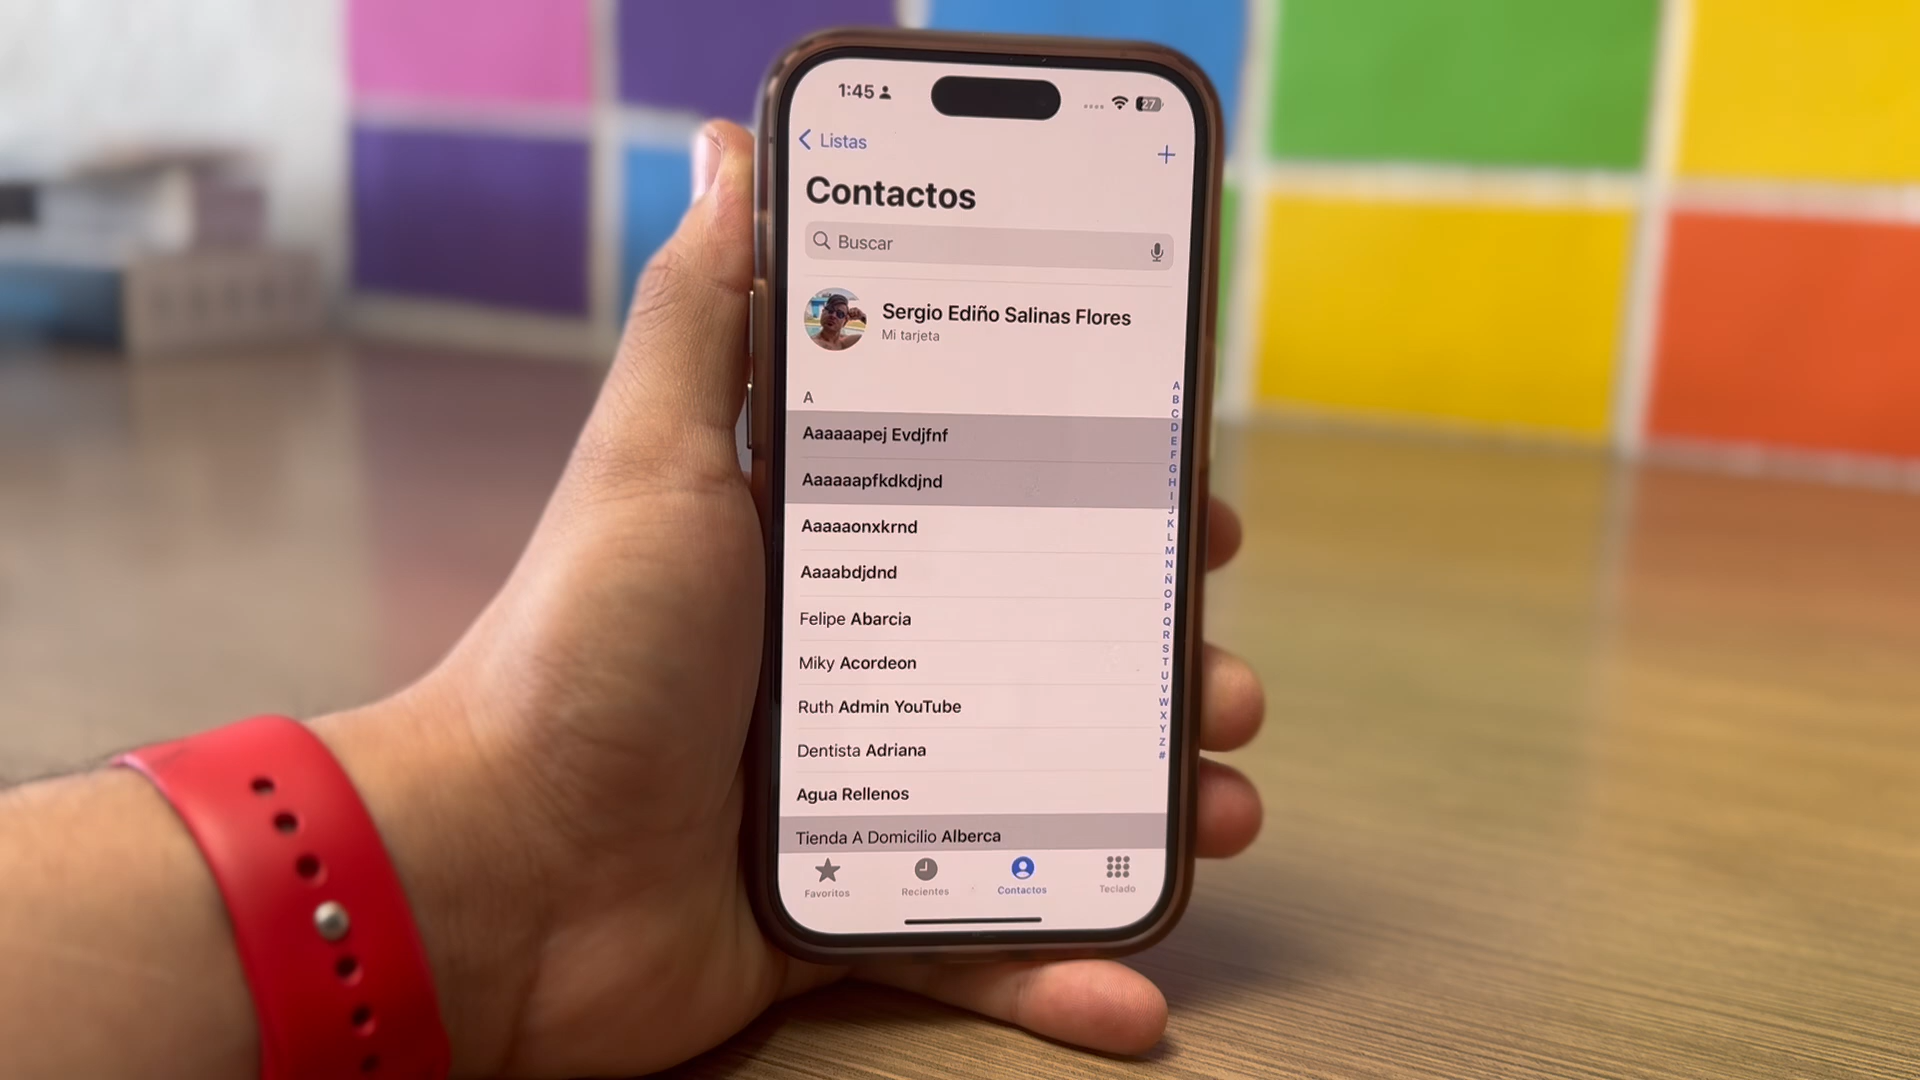 1:45
27
Listas
+
Contactos
Buscar
Sergio Ediño Salinas Flores
Mi tarjeta
A
Aaaaaapej Evdjfnf
Aaaaaapfkdkdjnd
Aaaaaonxkrnd
Aaaabdjdnd
Felipe Abarcia
Miky Acordeon
Ruth Admin YouTube
Dentista Adriana
Agua Rellenos
Tienda A Domicilio Alberca
A
B
C
D
E
F
G
H
I
J
K
L
M
N
Ñ
O
P
Q
R
S
T
U
V
W
X
Y
Z
#
Favoritos Recientes Contactos Teclado